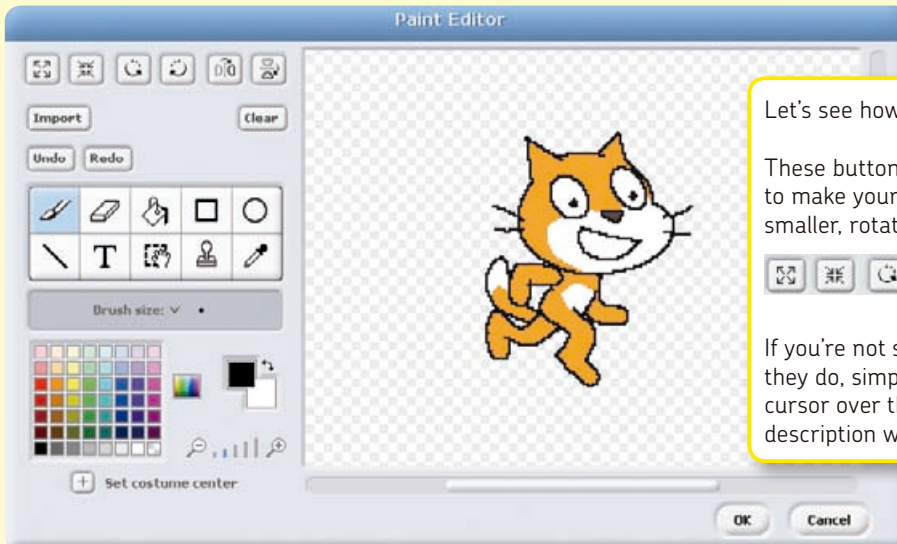 Paint Editor
Import
Clear
Undo
Redo
T
Brush size:
Set costume center
OK
Cancel
Let's see how
These button
to make your
smaller, rotat
If you're not s
they do, simp
cursor over th
description w